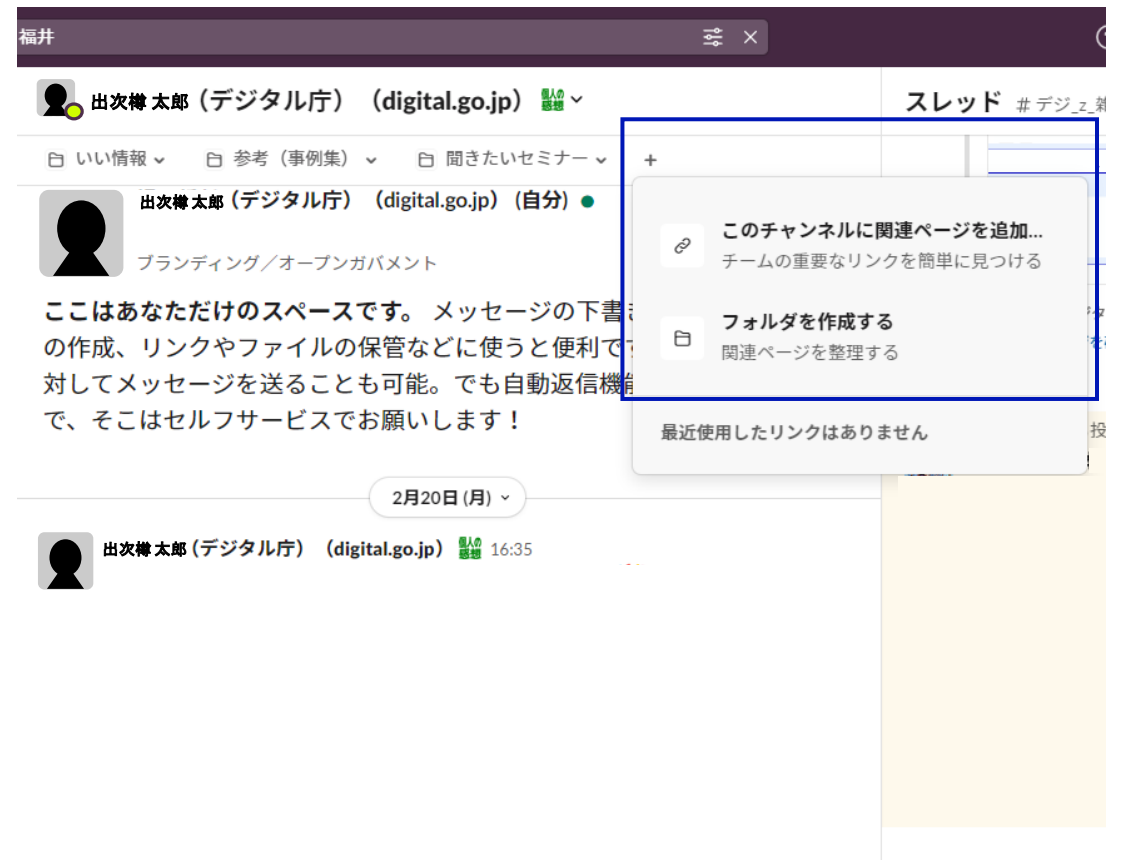 福井
出次樽 太郎（デジタル庁）（digital.go.jp） 個人の感想
スレッド # デジ_z_雑
いい情報 参考（事例集） 聞きたいセミナー +
出次樽 太郎（デジタル庁）（digital.go.jp）(自分)
ブランディング／オープンガバメント
ここはあなただけのスペースです。 メッセージの下書き
の作成、リンクやファイルの保管などに使うと便利です
対してメッセージを送ることも可能。でも自動返信機能
で、そこはセルフサービスでお願いします！
このチャンネルに関連ページを追加...
チームの重要なリンクを簡単に見つける
フォルダを作成する
関連ページを整理する
最近使用したリンクはありません
投
2月20日 (月)
出次樽 太郎（デジタル庁）（digital.go.jp） 個人の感想 16:35